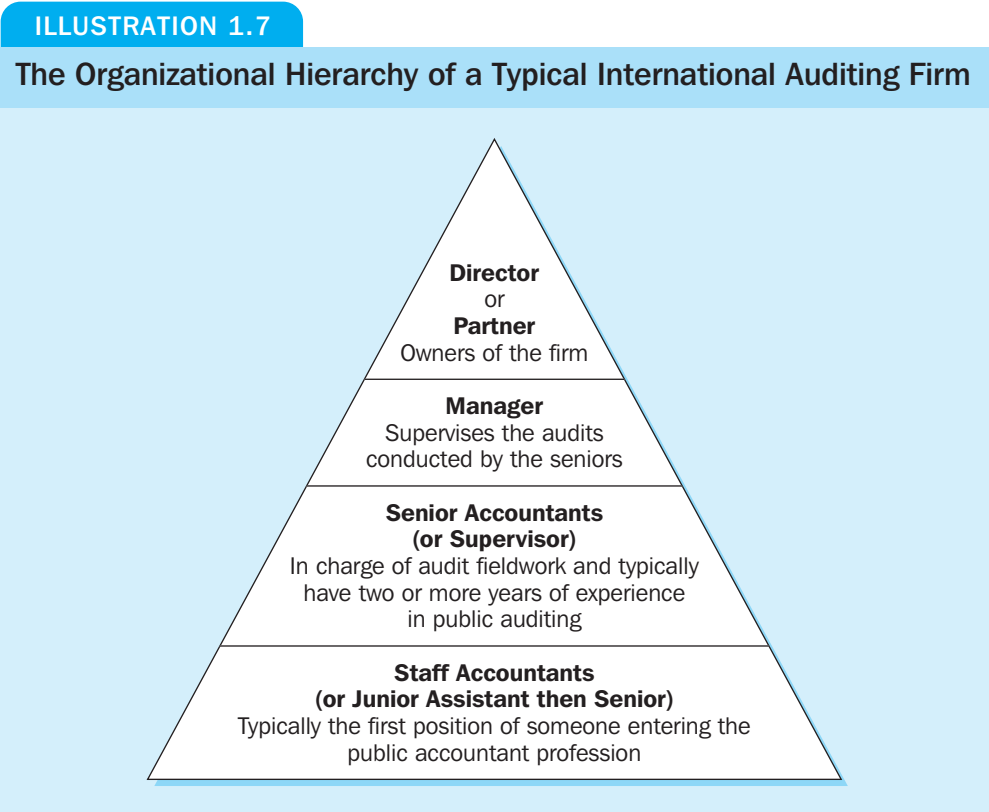 ILLUSTRATION 1.7
The Organizational Hierarchy of a Typical International Auditing Firm
Director
or
Partner
Owners of the firm
Manager
Supervises the audits
conducted by the seniors
Senior Accountants
(or Supervisor)
In charge of audit fieldwork and typically
have two or more years of experience
in public auditing
Staff Accountants
(or Junior Assistant then Senior)
Typically the first position of someone entering the
public accountant profession